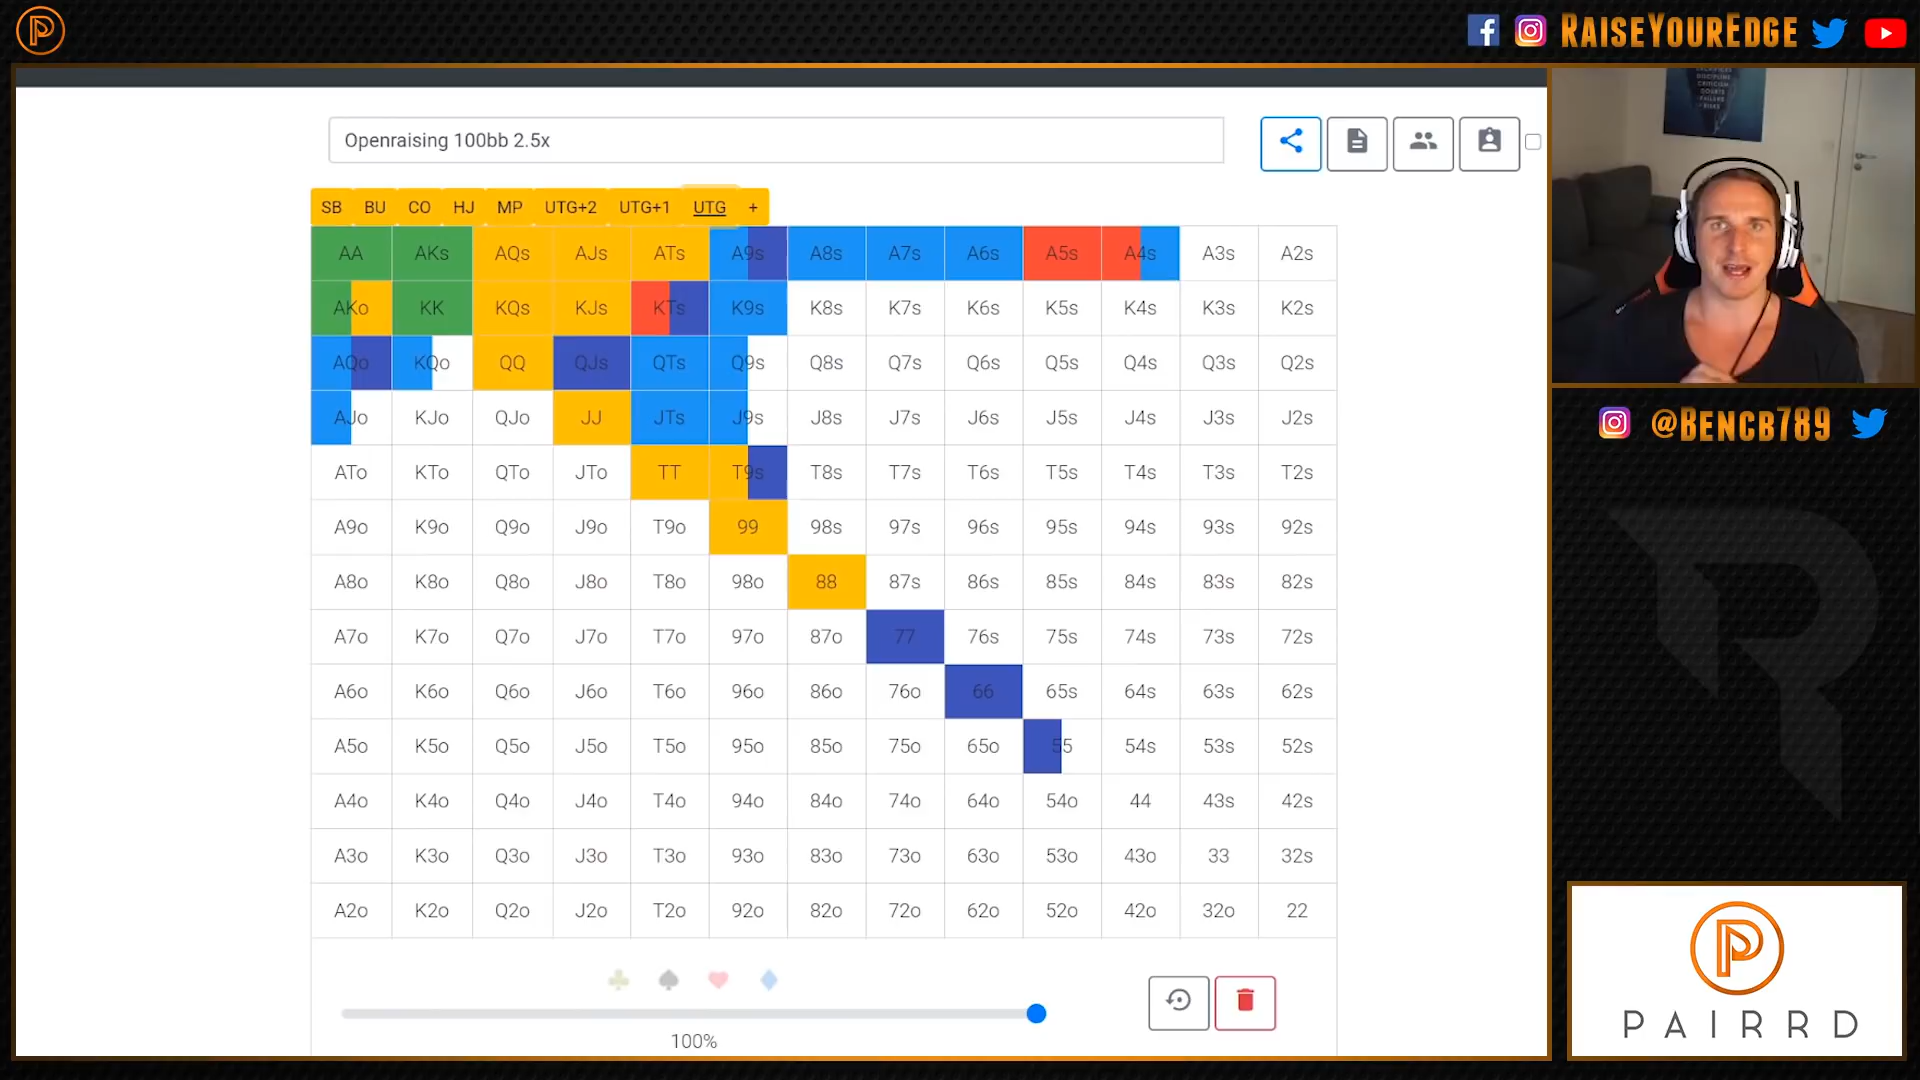 RAISEYOUREDGE
Openraising 100bb 2.5x
SB BU CO HJ MP UTG+2 UTG+1 UTG +
AA AKs AQs AJs ATs A9s A8s A7s A6s A5s A4s A3s A2s
AKo KK KQs KJs KTs K9s K8s K7s K6s K5s K4s K3s K2s
AQo KQo QQ QJs QTs Q9s Q8s Q7s Q6s Q5s Q4s Q3s Q2s
AJo KJo QJo JJ JTs J9s J8s J7s J6s J5s J4s J3s J2s
ATo KTo QTo JTo TT T9s T8s T7s T6s T5s T4s T3s T2s
A9o K9o Q9o J9o T9o 99 98s 97s 96s 95s 94s 93s 92s
A8o K8o Q8o J8o T8o 98o 88 87s 86s 85s 84s 83s 82s
A7o K7o Q7o J7o T7o 97o 87o 77 76s 75s 74s 73s 72s
A6o K6o Q6o J6o T6o 96o 86o 76o 66 65s 64s 63s 62s
A5o K5o Q5o J5o T5o 95o 85o 75o 65o 55 54s 53s 52s
A4o K4o Q4o J4o T4o 94o 84o 74o 64o 54o 44 43s 42s
A3o K3o Q3o J3o T3o 93o 83o 73o 63o 53o 43o 33 32s
A2o K2o Q2o J2o T2o 92o 82o 72o 62o 52o 42o 32o 22
100%
DISCIPLINE
CRITICISM
DOUBTS
FAILURE
RISKS
@BENCB789
PAIRRD